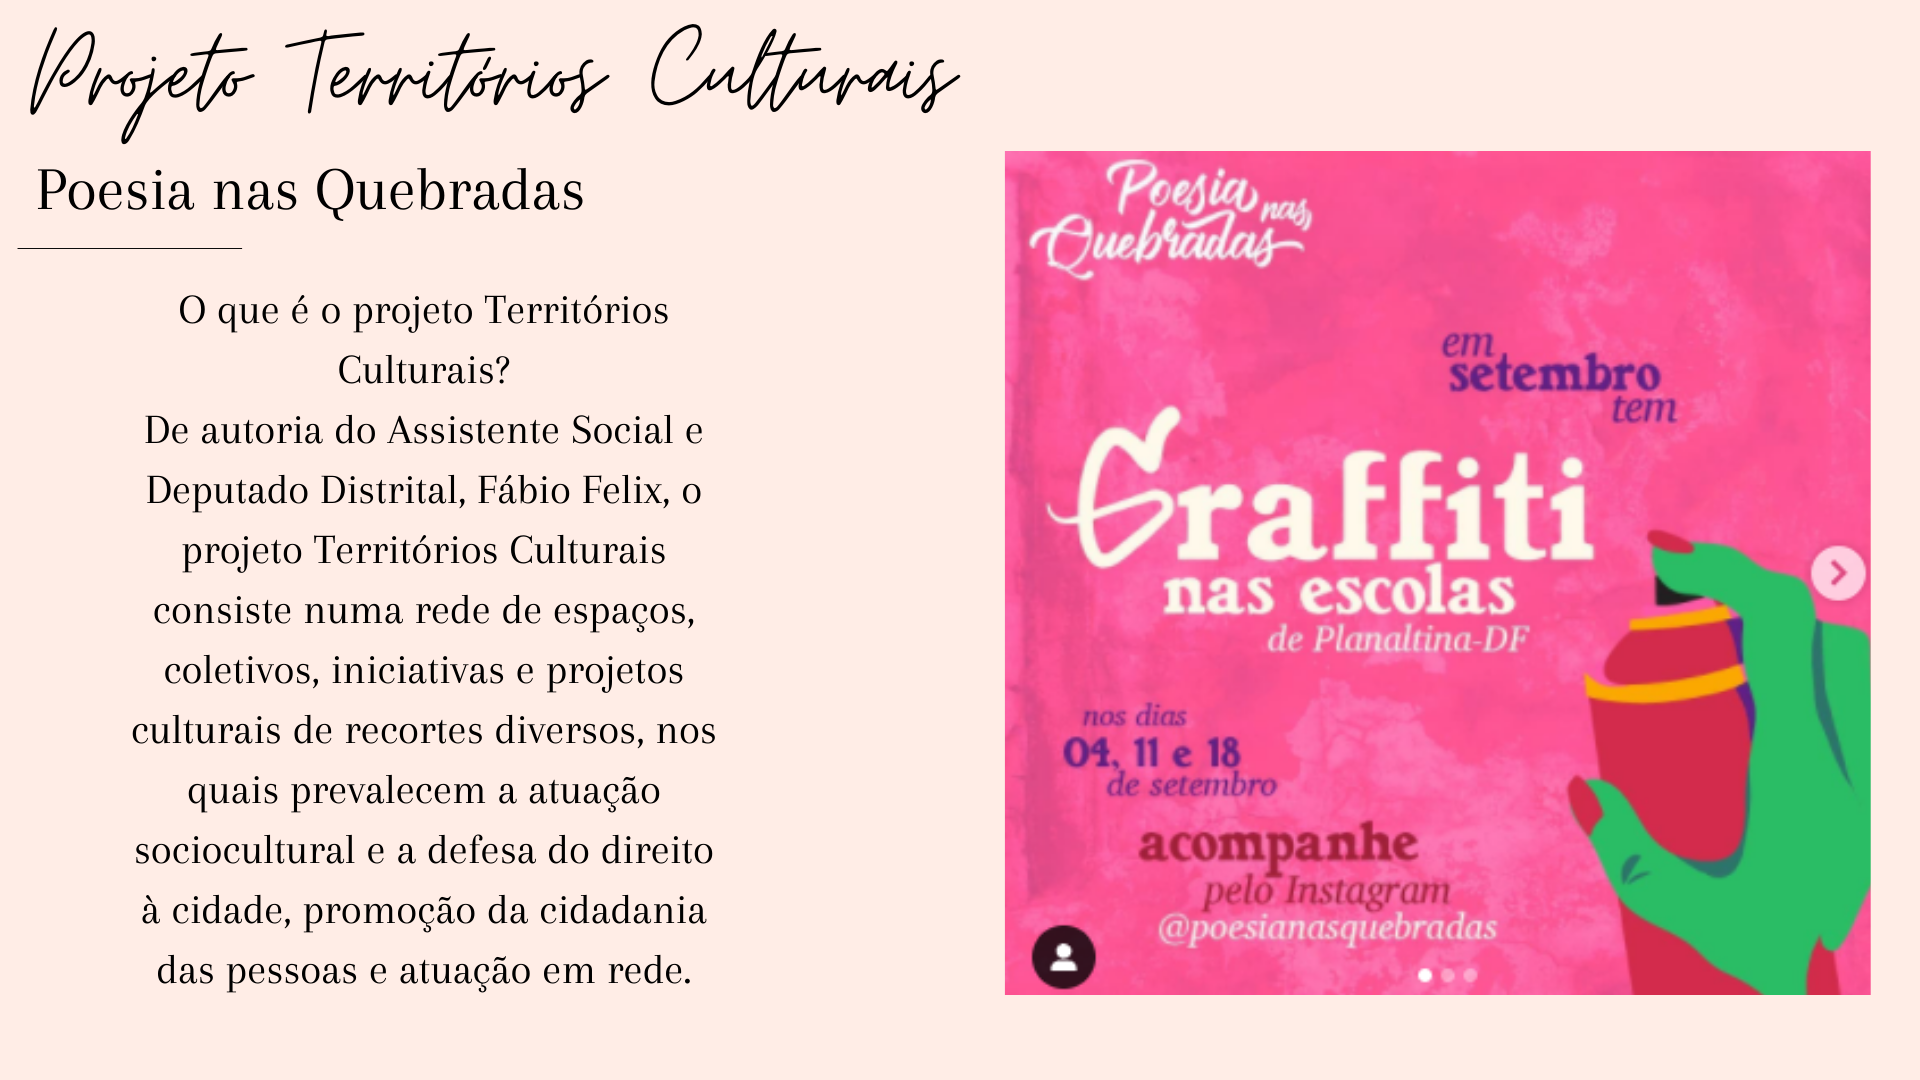 Projeto Territórios Culturais
Poesia nas Quebradas
O que é o projeto Territórios
Culturais?
De autoria do Assistente Social e
Deputado Distrital, Fábio Felix, o
projeto Territórios Culturais
consiste numa rede de espaços,
coletivos, iniciativas e projetos
culturais de recortes diversos, nos
quais prevalecem a atuação
sociocultural e a defesa do direito
à cidade, promoção da cidadania
das pessoas e atuação em rede.
Poesia nas
Quebradas
em
setembro
tem
Graffiti
nas escolas
de Planaltina-DF
nos dias
04, 11 e 18
de setembro
acompanhe
pelo Instagram
@poesianasquebradas